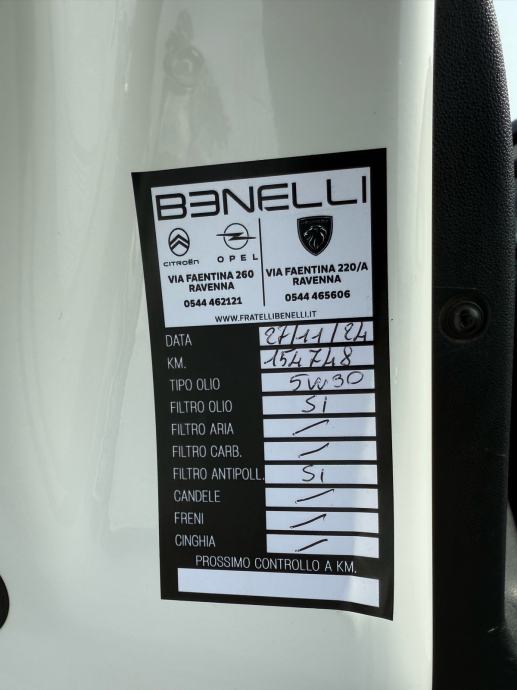 BENELLI
CITROËN
OPEL
VIA FAENTINA 260
RAVENNA
0544 462121
VIA FAENTINA 220/A
RAVENNA
0544 465606
WWW.FRATELLIBENELLI.IT
DATA 27/11/24
KM. 154748
TIPO OLIO 5W30
FILTRO OLIO Si
FILTRO ARIA /
FILTRO CARB. /
FILTRO ANTIPOLL. Si
CANDELE /
FRENI /
CINGHIA /
PROSSIMO CONTROLLO A KM.